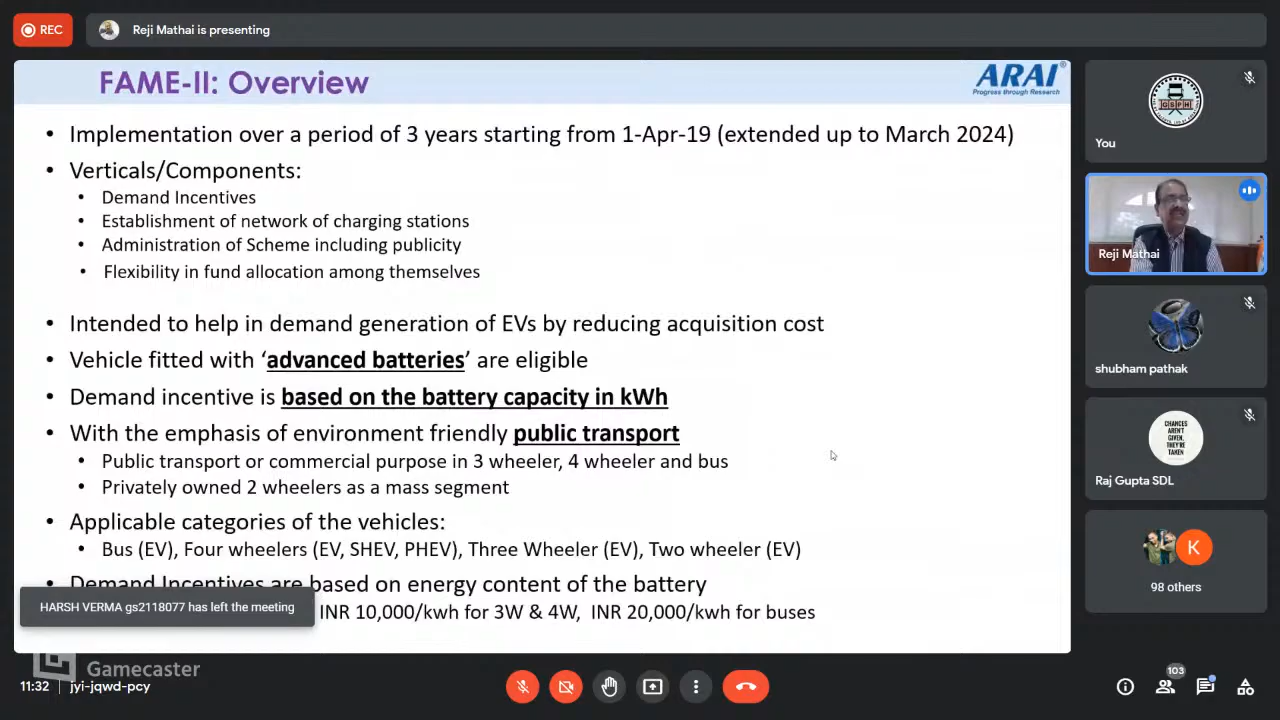 REC
Reji Mathai is presenting
FAME-II: Overview
ARAI®
Progress through Research
• Implementation over a period of 3 years starting from 1-Apr-19 (extended up to March 2024)
• Verticals/Components:
• Demand Incentives
• Establishment of network of charging stations
• Administration of Scheme including publicity
• Flexibility in fund allocation among themselves
• Intended to help in demand generation of EVs by reducing acquisition cost
• Vehicle fitted with ‘advanced batteries’ are eligible
• Demand incentive is based on the battery capacity in kWh
• With the emphasis of environment friendly public transport
• Public transport or commercial purpose in 3 wheeler, 4 wheeler and bus
• Privately owned 2 wheelers as a mass segment
• Applicable categories of the vehicles:
• Bus (EV), Four wheelers (EV, SHEV, PHEV), Three Wheeler (EV), Two wheeler (EV)
• Demand Incentives are based on energy content of the battery
HARSH VERMA gs2118077 has left the meeting
INR 10,000/kwh for 3W & 4W, INR 20,000/kwh for buses
Gamecaster
11:32 | jyi-jqwd-pcy
GSPH
You
Reji Mathai
shubham pathak
CHANCES
AREN'T
GIVEN,
THEY'RE
TAKEN
Raj Gupta SDL
K
98 others
103